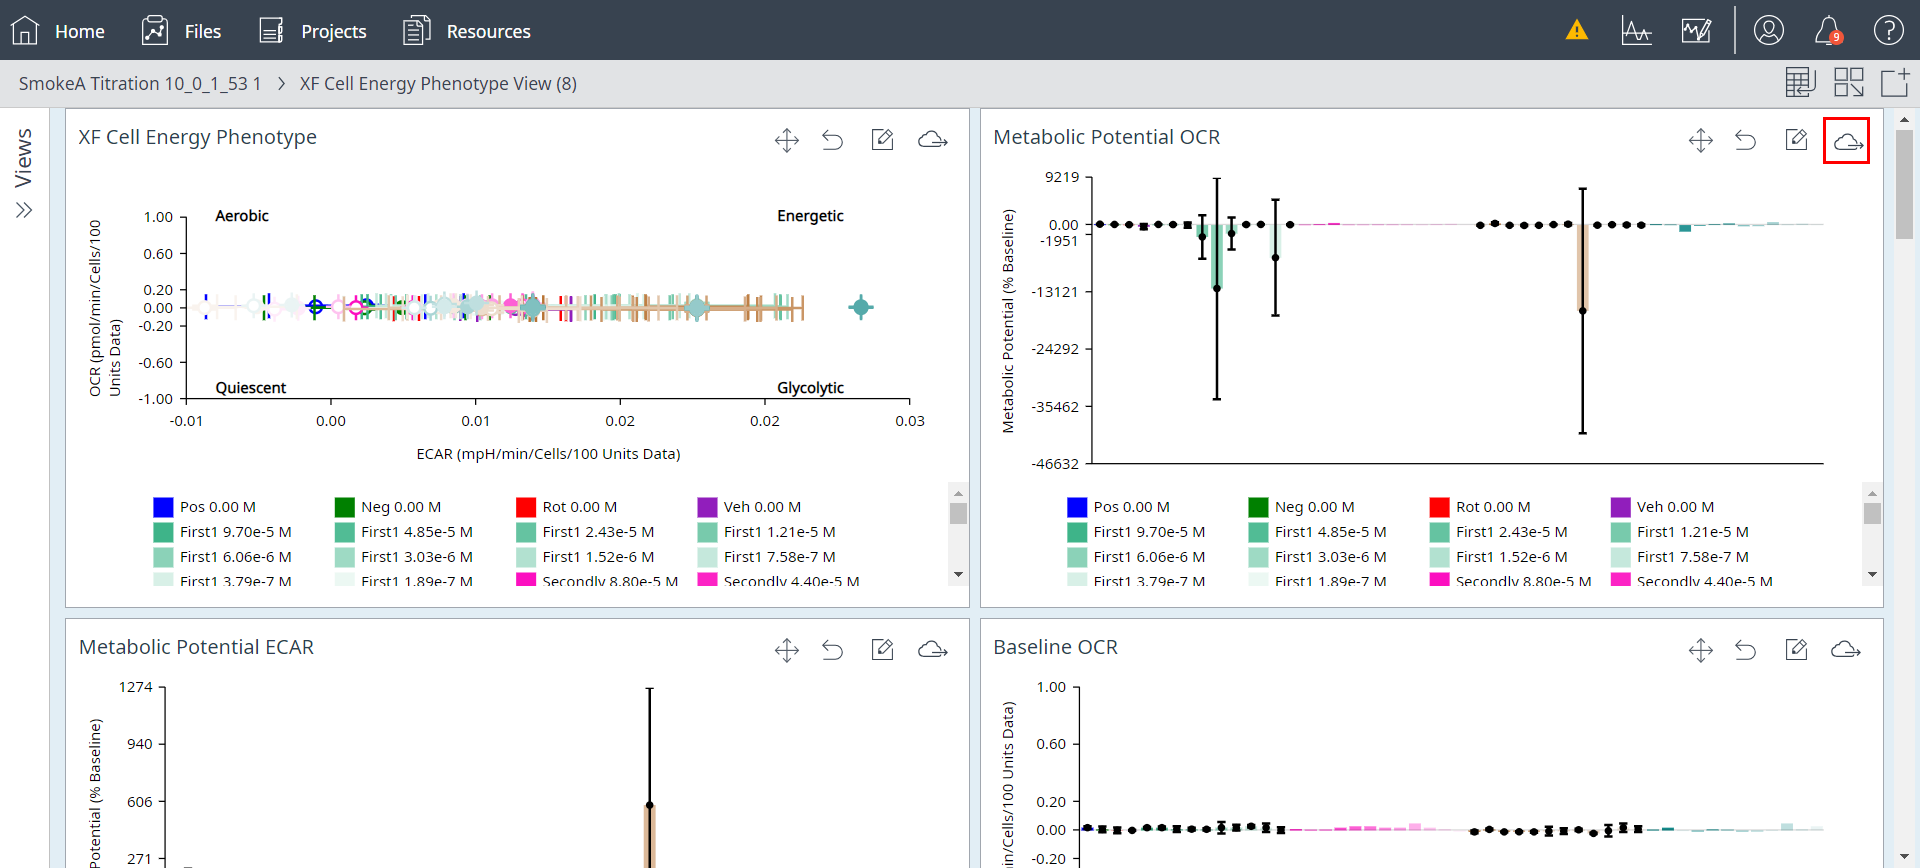 Home
Files
Projects
Resources
9
SmokeA Titration 10_0_1_53 1 > XF Cell Energy Phenotype View (8)
Views
XF Cell Energy Phenotype
OCR (pmol/min/Cells/100
Units Data)
1.00
0.60
0.20
0.00
-0.20
-0.60
-1.00
Aerobic
Energetic
Quiescent
Glycolytic
-0.01
0.00
0.01
0.02
0.02
0.03
ECAR (mpH/min/Cells/100 Units Data)
Pos 0.00 M
Neg 0.00 M
Rot 0.00 M
Veh 0.00 M
First1 9.70e-5 M
First1 4.85e-5 M
First1 2.43e-5 M
First1 1.21e-5 M
First1 6.06e-6 M
First1 3.03e-6 M
First1 1.52e-6 M
First1 7.58e-7 M
First1 3.79e-7 M
First1 1.89e-7 M
Secondly 8.80e-5 M
Secondly 4.40e-5 M
Metabolic Potential OCR
Metabolic Potential (% Baseline)
9219
0.00
-1951
-13121
-24292
-35462
-46632
Pos 0.00 M
Neg 0.00 M
Rot 0.00 M
Veh 0.00 M
First1 9.70e-5 M
First1 4.85e-5 M
First1 2.43e-5 M
First1 1.21e-5 M
First1 6.06e-6 M
First1 3.03e-6 M
First1 1.52e-6 M
First1 7.58e-7 M
First1 3.79e-7 M
First1 1.89e-7 M
Secondly 8.80e-5 M
Secondly 4.40e-5 M
Metabolic Potential ECAR
Potential (% Baseline)
1274
940
606
271
Baseline OCR
in/Cells/100 Units Data)
1.00
0.60
0.20
0.00
-0.20